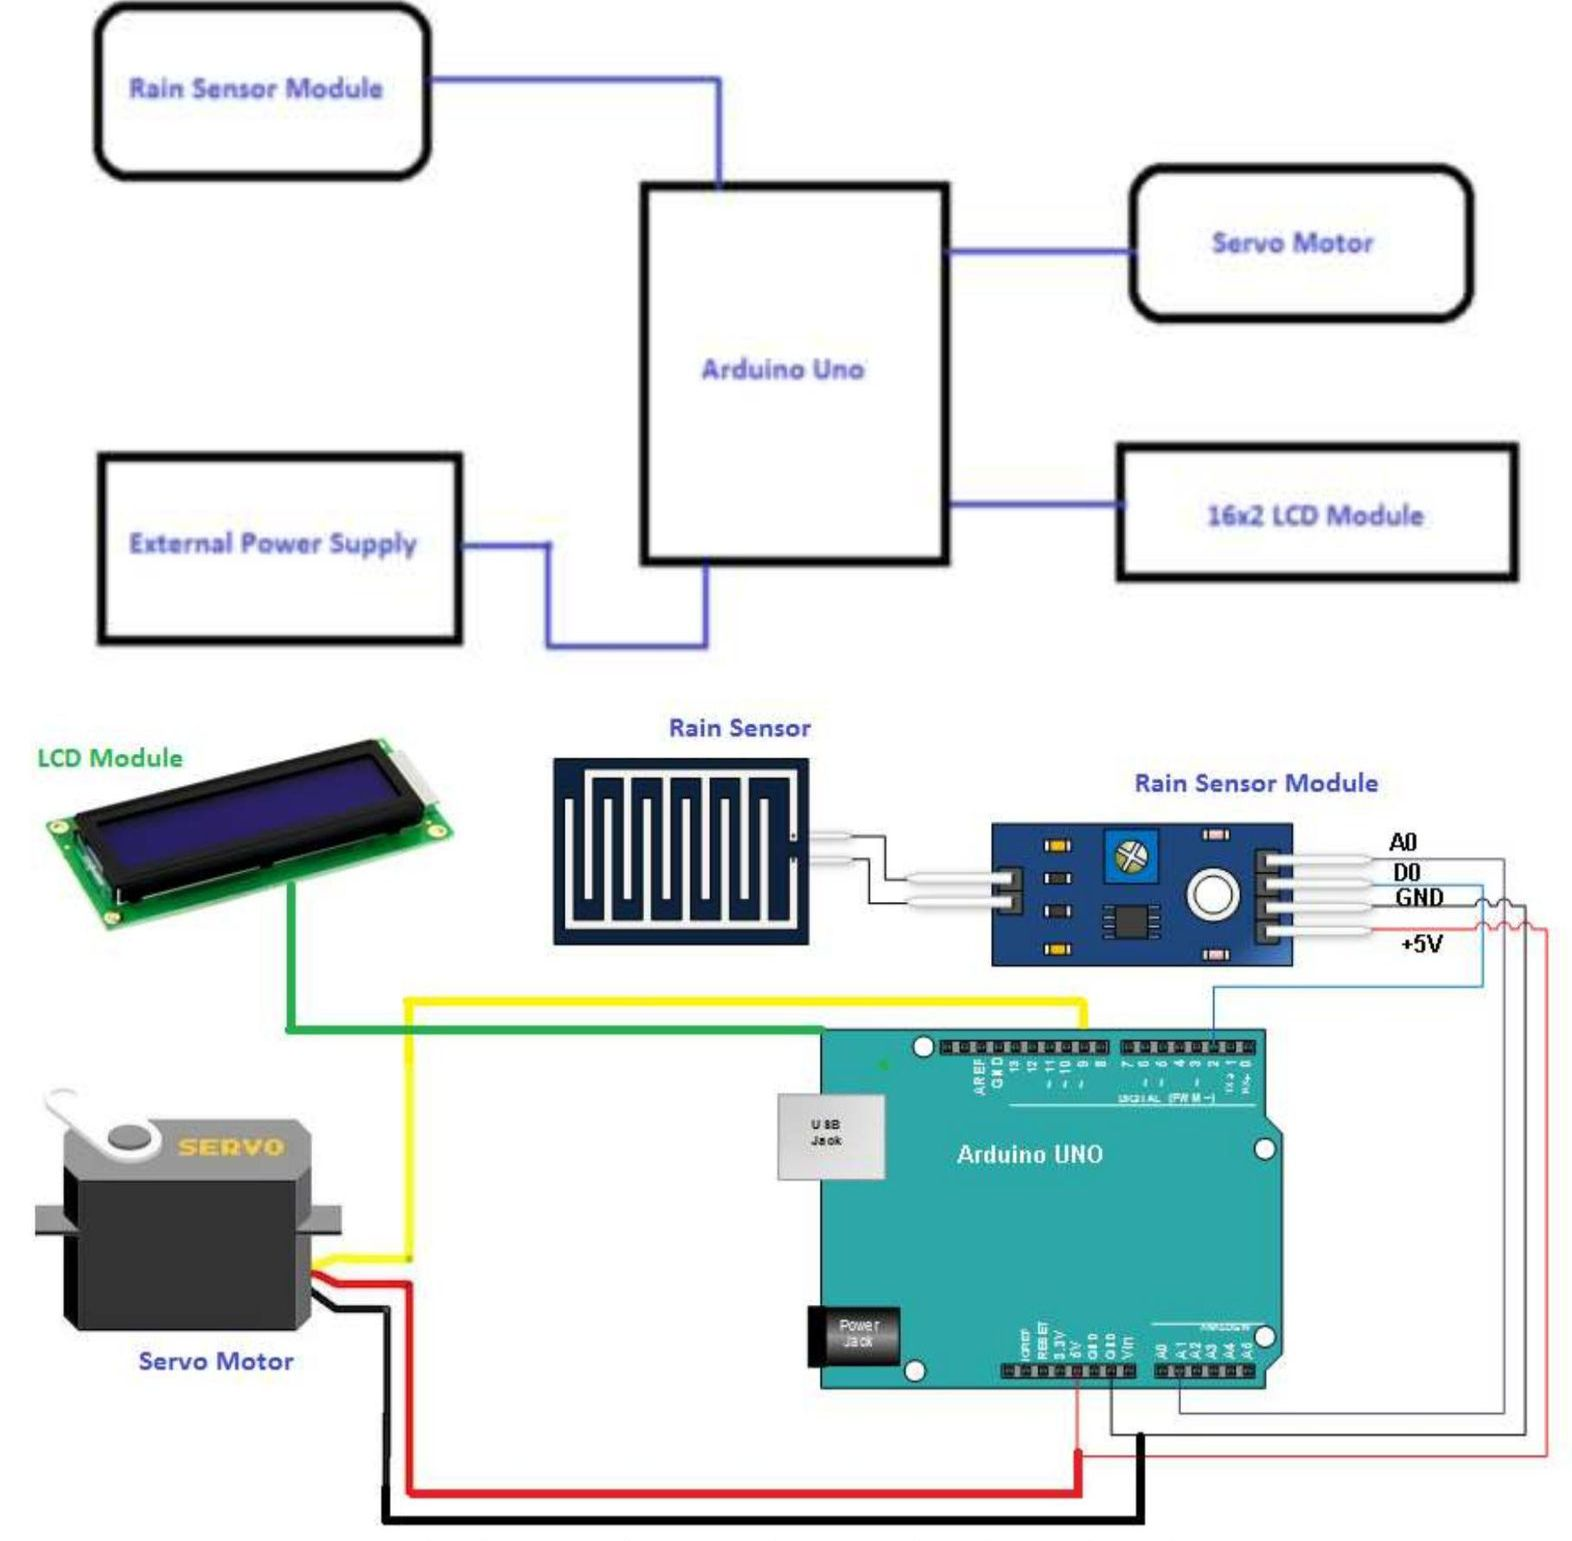 Rain Sensor Module
Servo Motor
Arduino Uno
16x2 LCD Module
External Power Supply
Rain Sensor
LCD Module
Rain Sensor Module
A0
D0
GND
+5V
AREF
GND
13
12
~ 11
~ 10
~ 9
8
7
~ 6
~ 5
4
~ 3
2
1
0
DIGITAL (PWM~)
USB
Jack
Arduino UNO
SERVO
Servo Motor
Power
Jack
IOREF
RESET
3.3V
5V
GND
GND
Vin
A0
A1
A2
A3
A4
A5